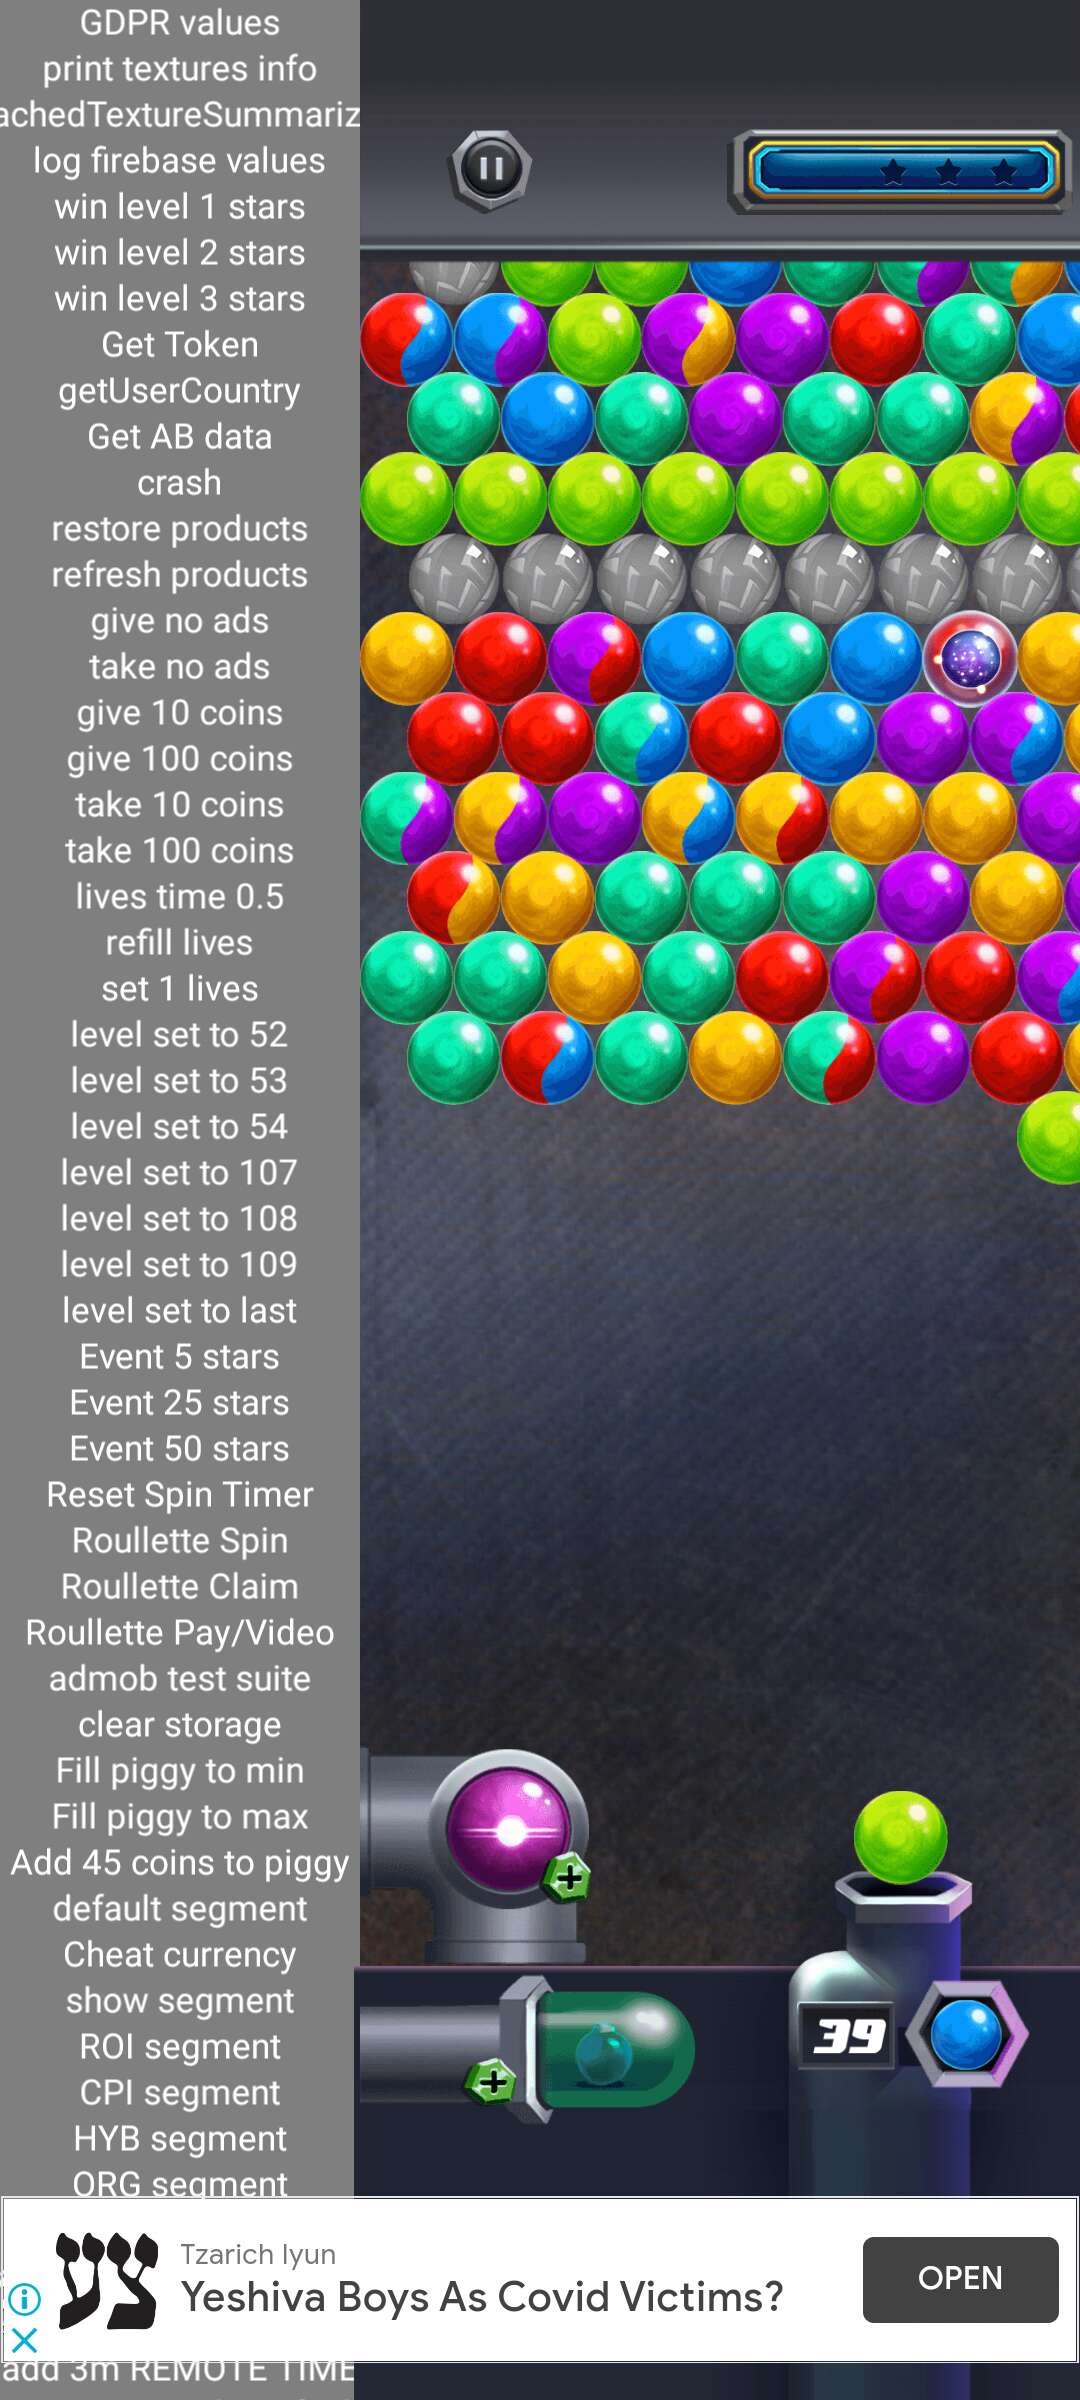 GDPR values
print textures info
achedTextureSummariz
log firebase values
win level 1 stars
win level 2 stars
win level 3 stars
Get Token
getUserCountry
Get AB data
crash
restore products
refresh products
give no ads
take no ads
give 10 coins
give 100 coins
take 10 coins
take 100 coins
lives time 0.5
refill lives
set 1 lives
level set to 52
level set to 53
level set to 54
level set to 107
level set to 108
level set to 109
level set to last
Event 5 stars
Event 25 stars
Event 50 stars
Reset Spin Timer
Roullette Spin
Roullette Claim
Roullette Pay/Video
admob test suite
clear storage
Fill piggy to min
Fill piggy to max
Add 45 coins to piggy
default segment
Cheat currency
show segment
ROI segment
CPI segment
HYB segment
ORG segment
39
צע
Tzarich Iyun
Yeshiva Boys As Covid Victims?
OPEN
add 3m REMOTE TIME